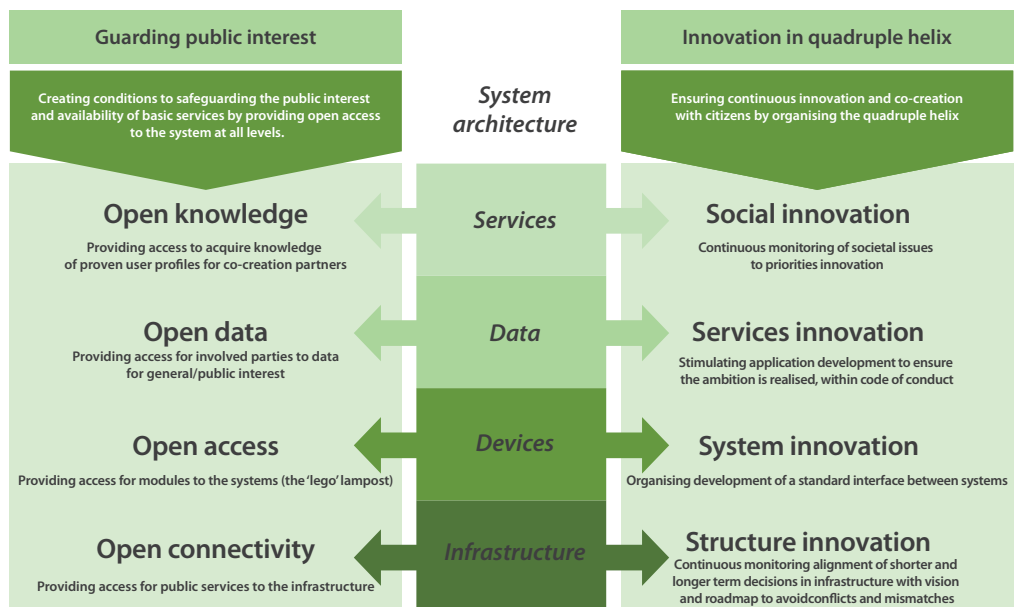 Guarding public interest
Creating conditions to safeguarding the public interest
and availability of basic services by providing open access
to the system at all levels.
System
architecture
Innovation in quadruple helix
Ensuring continuous innovation and co-creation
with citizens by organising the quadruple helix
Open knowledge
Providing access to acquire knowledge
of proven user profiles for co-creation partners
Services
Social innovation
Continuous monitoring of societal issues
to priorities innovation
Open data
Providing access for involved parties to data
for general/public interest
Data
Services innovation
Stimulating application development to ensure
the ambition is realised, within code of conduct
Open access
Providing access for modules to the systems (the ‘lego’ lampost)
Devices
System innovation
Organising development of a standard interface between systems
Open connectivity
Providing access for public services to the infrastructure
Infrastructure
Structure innovation
Continuous monitoring alignment of shorter and
longer term decisions in infrastructure with vision
and roadmap to avoidconflicts and mismatches